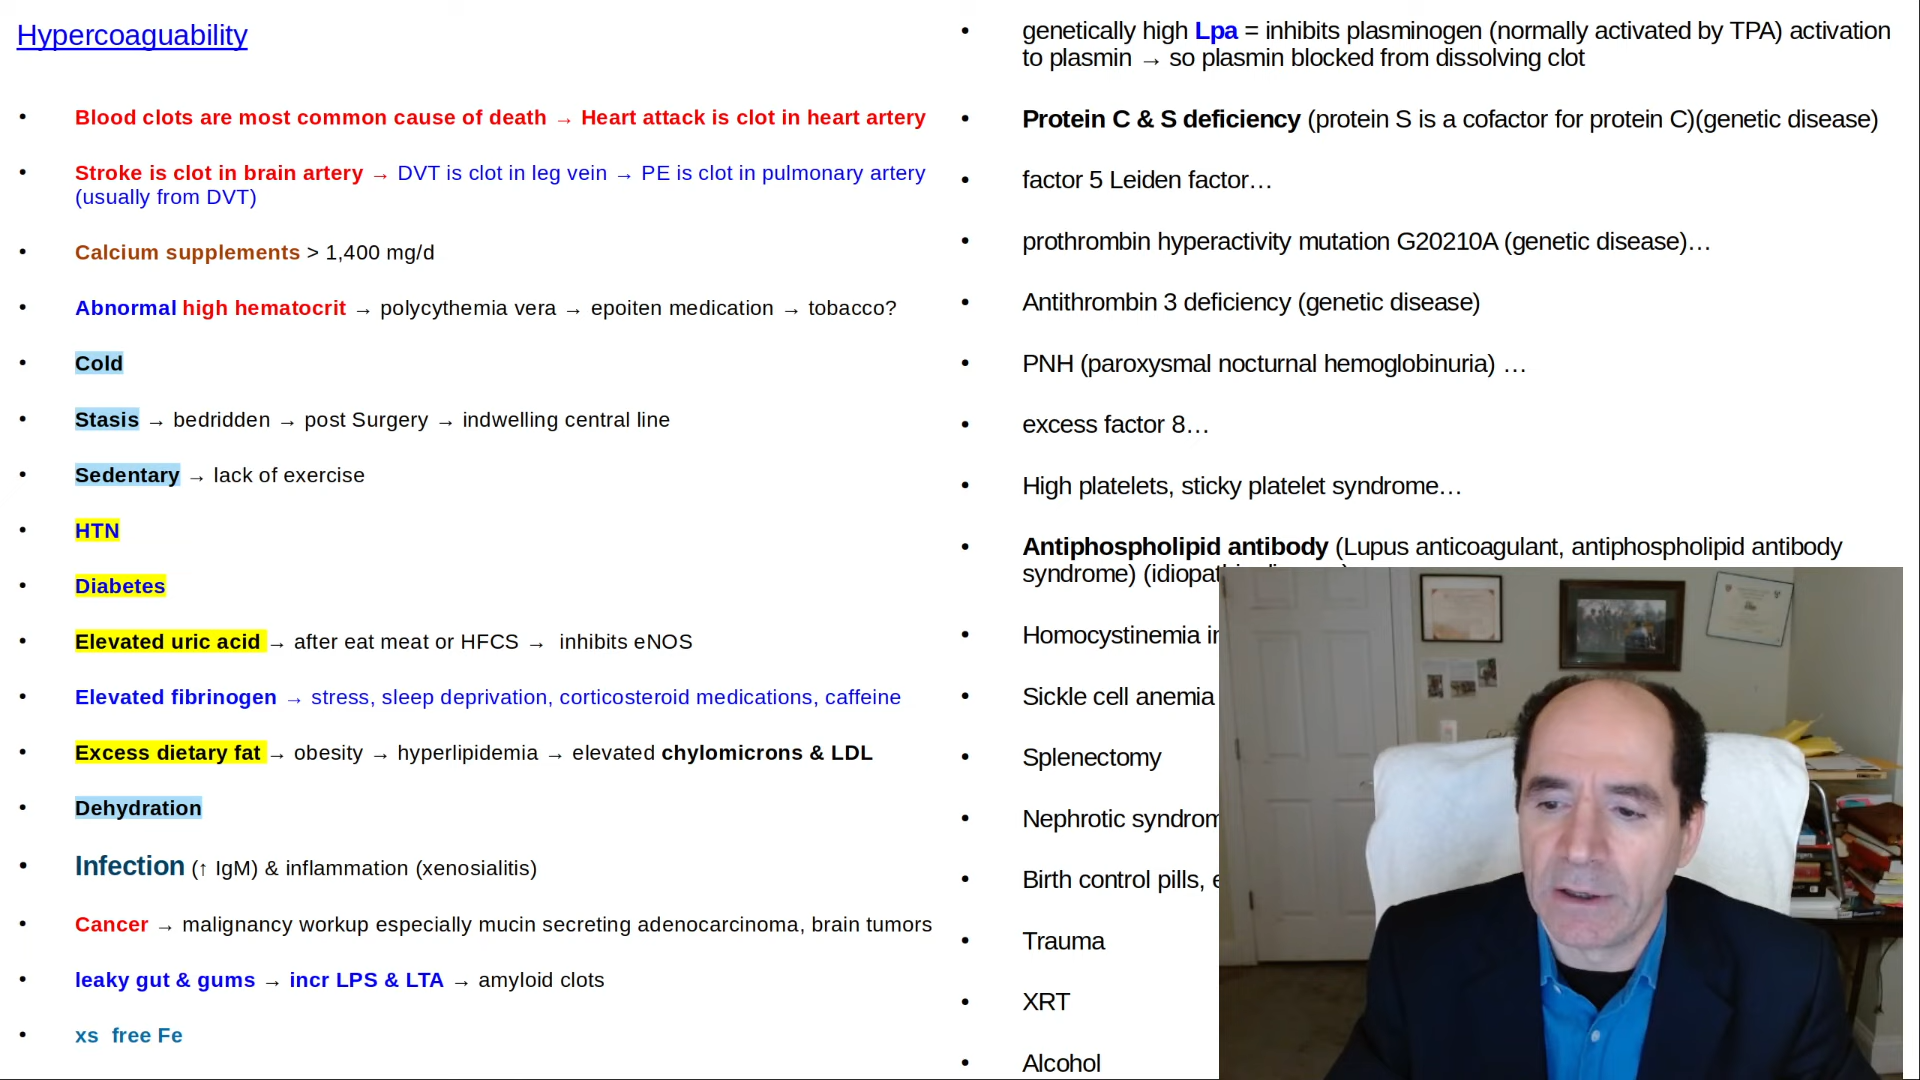 Hypercoaguability
• Blood clots are most common cause of death → Heart attack is clot in heart artery
• Stroke is clot in brain artery → DVT is clot in leg vein → PE is clot in pulmonary artery
(usually from DVT)
• Calcium supplements > 1,400 mg/d
• Abnormal high hematocrit → polycythemia vera → epoiten medication → tobacco?
• Cold
• Stasis → bedridden → post Surgery → indwelling central line
• Sedentary → lack of exercise
• HTN
• Diabetes
• Elevated uric acid → after eat meat or HFCS → inhibits eNOS
• Elevated fibrinogen → stress, sleep deprivation, corticosteroid medications, caffeine
• Excess dietary fat → obesity → hyperlipidemia → elevated chylomicrons & LDL
• Dehydration
• Infection (↑ IgM) & inflammation (xenosialitis)
• Cancer → malignancy workup especially mucin secreting adenocarcinoma, brain tumors
• leaky gut & gums → incr LPS & LTA → amyloid clots
• xs free Fe
• genetically high Lpa = inhibits plasminogen (normally activated by TPA) activation
to plasmin → so plasmin blocked from dissolving clot
• Protein C & S deficiency (protein S is a cofactor for protein C)(genetic disease)
• factor 5 Leiden factor…
• prothrombin hyperactivity mutation G20210A (genetic disease)…
• Antithrombin 3 deficiency (genetic disease)
• PNH (paroxysmal nocturnal hemoglobinuria) …
• excess factor 8…
• High platelets, sticky platelet syndrome…
• Antiphospholipid antibody (Lupus anticoagulant, antiphospholipid antibody
syndrome)
• Homocystinemia
• Sickle cell anemia
• Splenectomy
• Nephrotic
• Birth control pills,
• Trauma
• XRT
• Alcohol